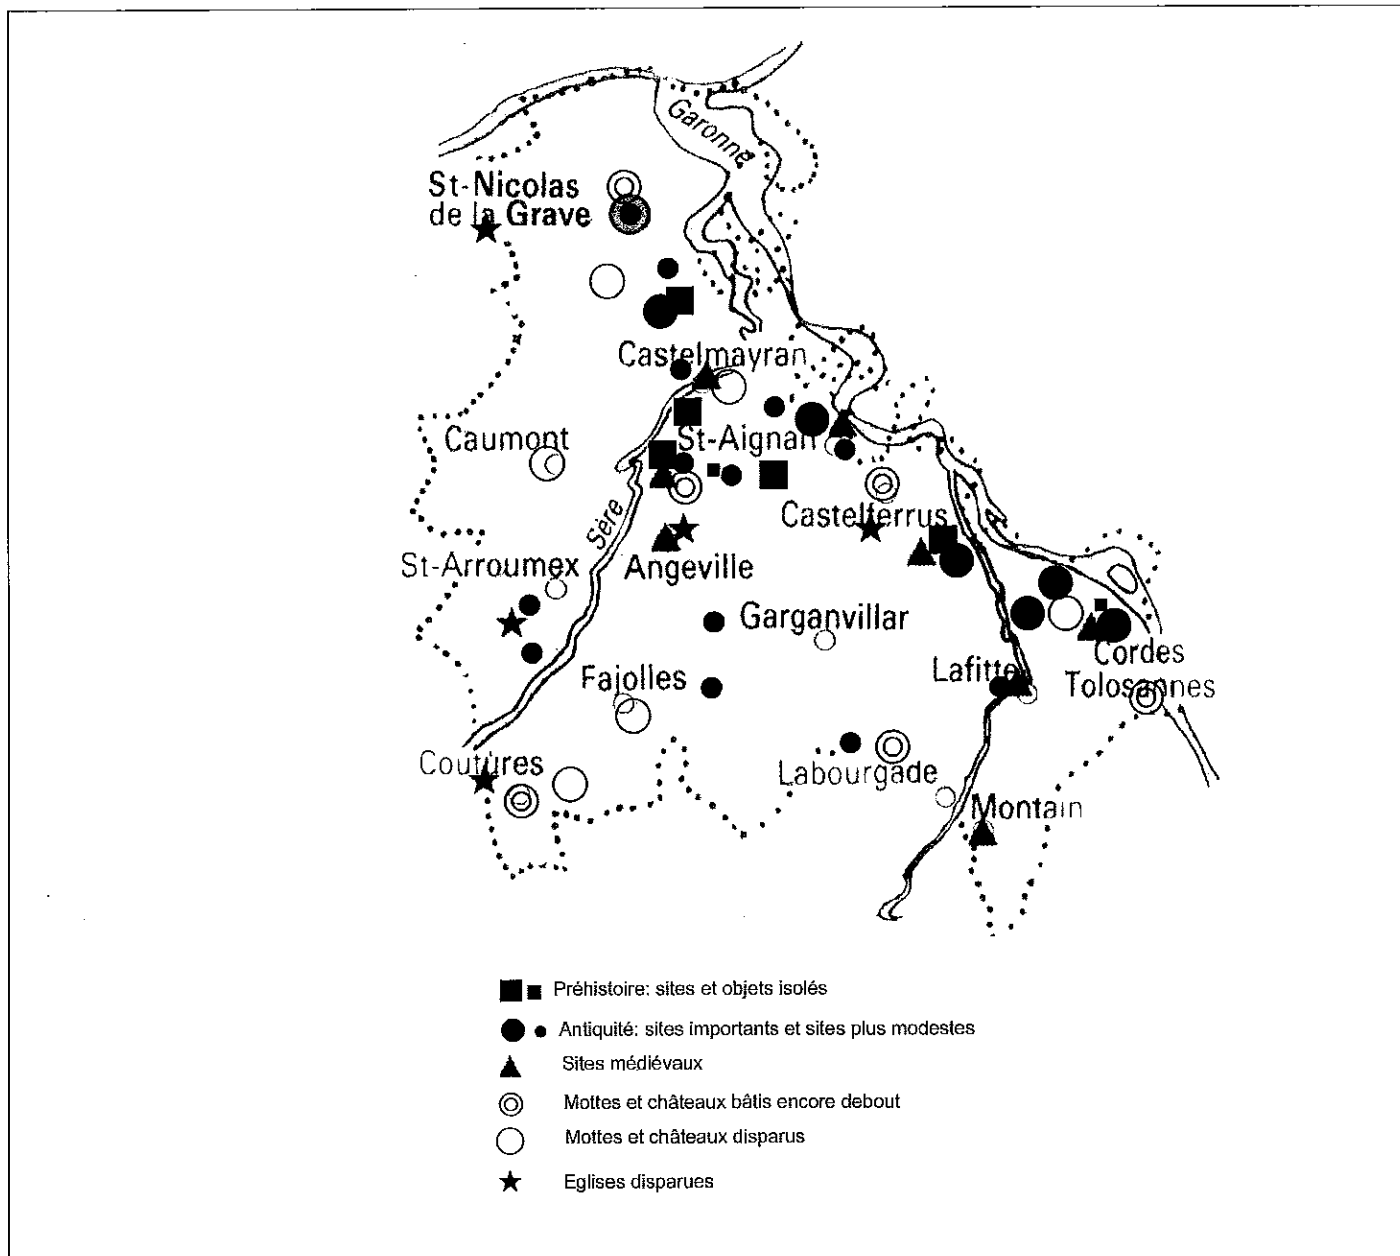 Garonne
St-Nicolas
de la Grave
Castelmayran
Caumont
St-Aignan
Sère
Castelferrus
St-Arroumex
Angeville
Garganvillar
Cordes
Tolosannes
Lafitte
Fajolles
Coutures
Labourgade
Montain
Préhistoire: sites et objets isolés
Antiquité: sites importants et sites plus modestes
Sites médiévaux
Mottes et châteaux bâtis encore debout
Mottes et châteaux disparus
Eglises disparues